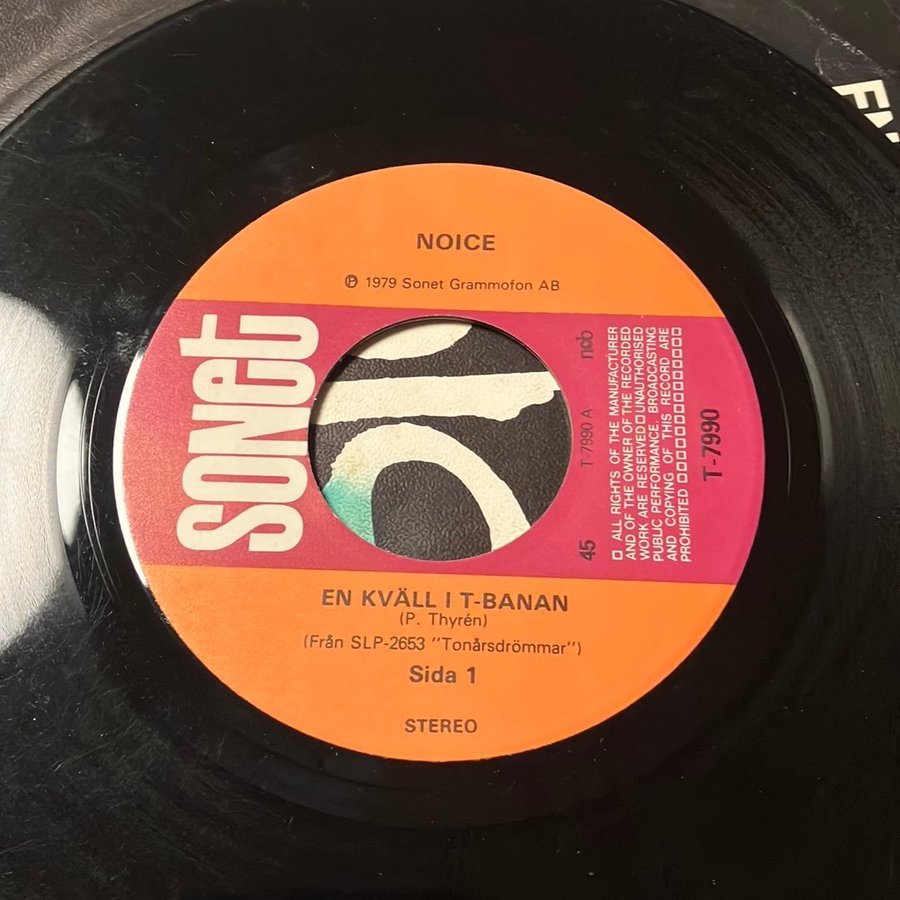 NOICE
℗ 1979 Sonet Grammofon AB
sonet
45
T-7990 A
ncb
□ ALL RIGHTS OF THE MANUFACTURER
AND OF THE OWNER OF THE RECORDED
WORK ARE RESERVED □ UNAUTHORISED
PUBLIC PERFORMANCE, BROADCASTING
AND COPYING OF THIS RECORD ARE
PROHIBITED □□□□□□□□□□□□
T-7990
EN KVÄLL I T-BANAN
(P. Thyrén)
(Från SLP-2653 "Tonårsdrömmar")
Sida 1
STEREO